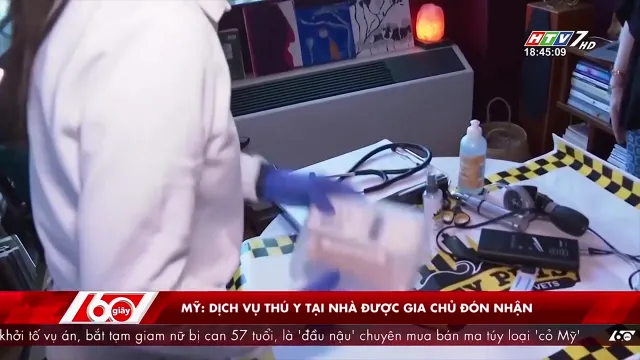 HTV7 HD
18:45:09
VETS
60 giây
MỸ: DỊCH VỤ THÚ Y TẠI NHÀ ĐƯỢC GIA CHỦ ĐÓN NHẬN
khởi tố vụ án, bắt tạm giam nữ bị can 57 tuổi, là 'đầu nậu' chuyên mua bán ma túy loại 'cỏ Mỹ'
60